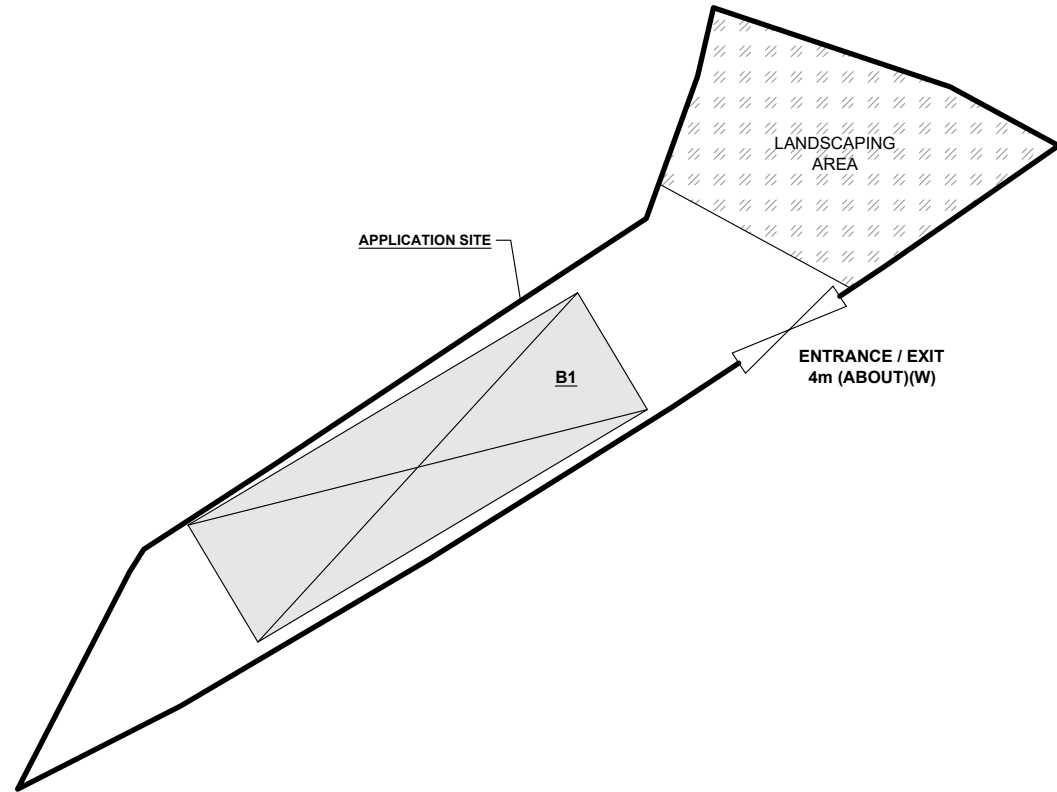 LANDSCAPING
AREA
APPLICATION SITE
B1
ENTRANCE / EXIT
4m (ABOUT)(W)